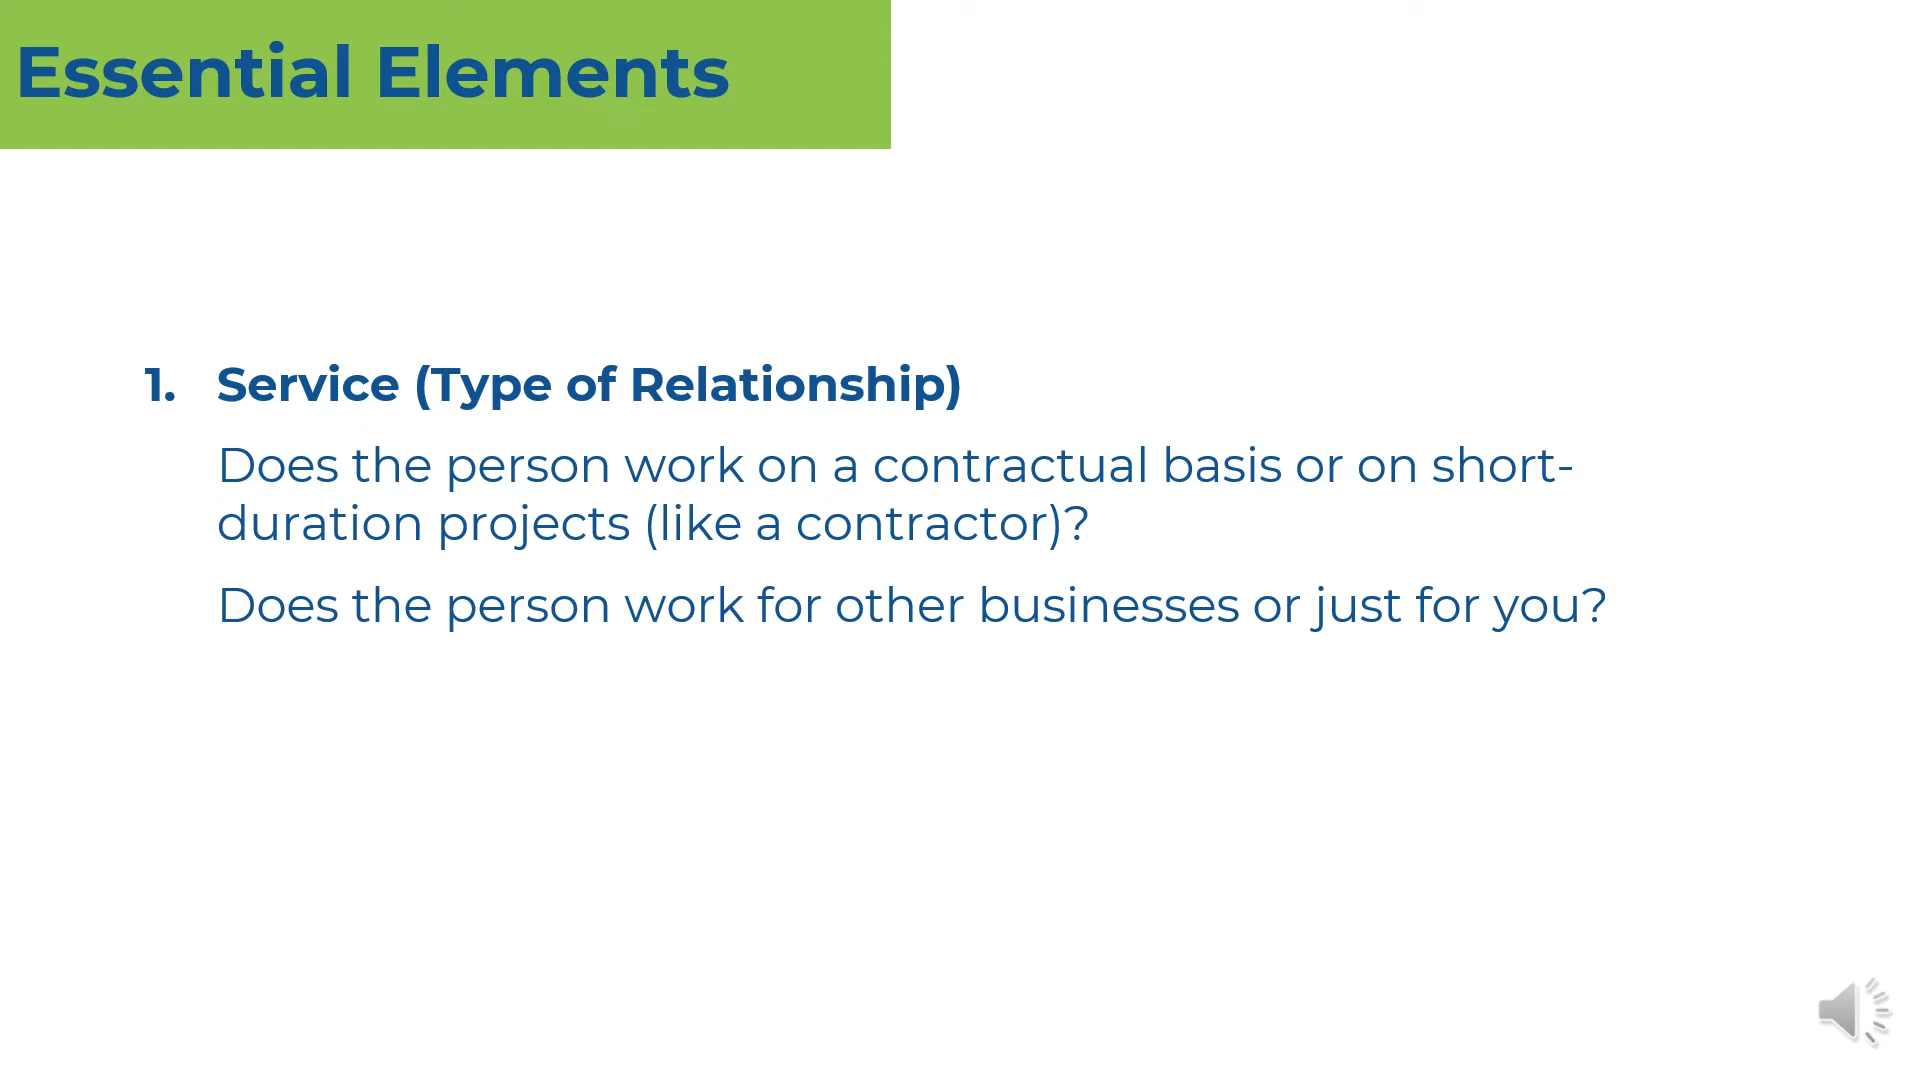 Essential Elements
1. Service (Type of Relationship)
Does the person work on a contractual basis or on short-
duration projects (like a contractor)?
Does the person work for other businesses or just for you?